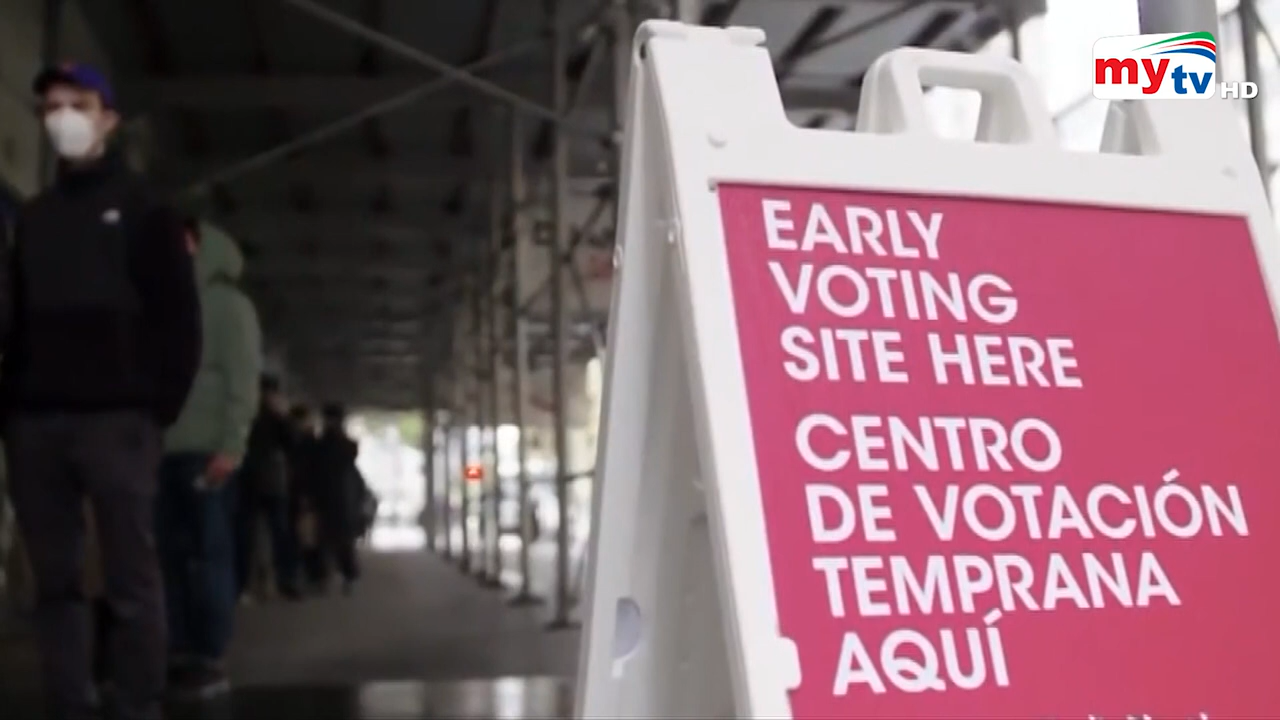 mytv HD
EARLY
VOTING
SITE HERE
CENTRO
DE VOTACIÓN
TEMPRANA
AQUÍ